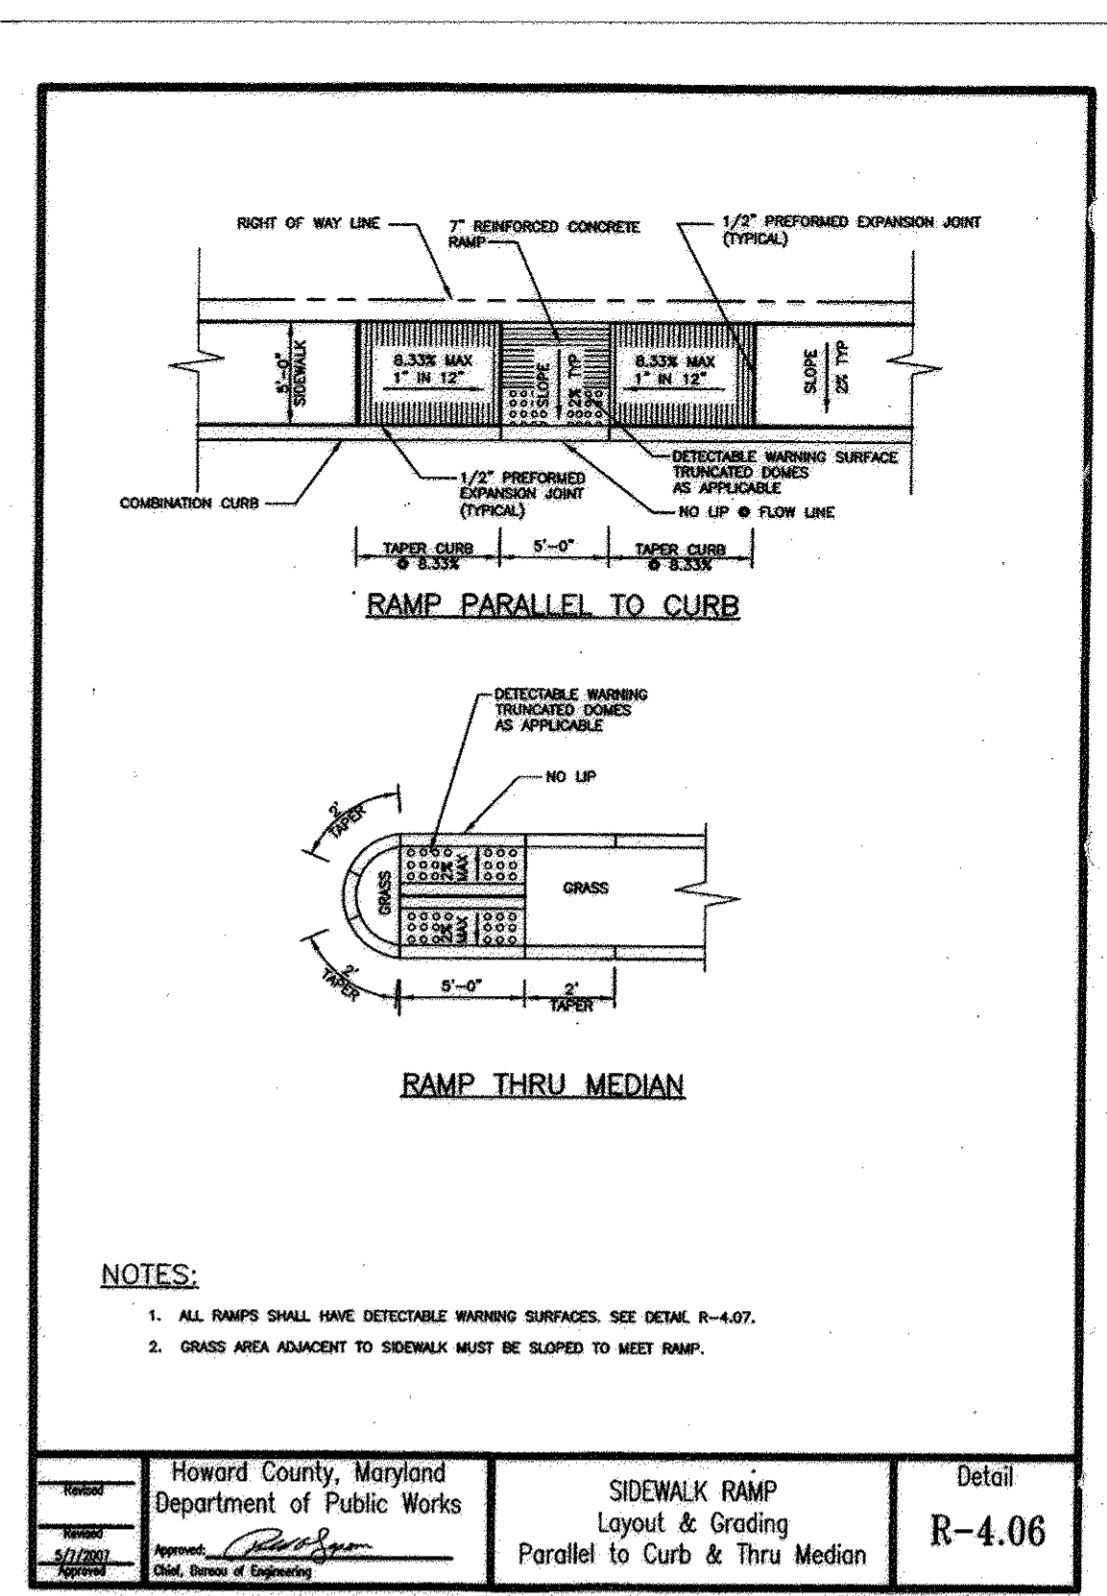 RIGHT OF WAY LINE
7" REINFORCED CONCRETE
RAMP
1/2" PREFORMED EXPANSION JOINT
(TYPICAL)
5'-0"
SIDEWALK
8.33% MAX
1" IN 12"
SLOPE
2% TYP
8.33% MAX
1" IN 12"
SLOPE
2% TYP
DETECTABLE WARNING SURFACE
TRUNCATED DOMES
AS APPLICABLE
1/2" PREFORMED
EXPANSION JOINT
(TYPICAL)
COMBINATION CURB
NO LIP @ FLOW LINE
TAPER CURB
@ 8.33%
5'-0"
TAPER CURB
@ 8.33%
RAMP PARALLEL TO CURB
DETECTABLE WARNING
TRUNCATED DOMES
AS APPLICABLE
NO LIP
2'
TAPER
2%
MAX
GRASS
GRASS
2%
MAX
2'
TAPER
5'-0"
2'
TAPER
RAMP THRU MEDIAN
NOTES:
1. ALL RAMPS SHALL HAVE DETECTABLE WARNING SURFACES. SEE DETAIL R-4.07.
2. GRASS AREA ADJACENT TO SIDEWALK MUST BE SLOPED TO MEET RAMP.
Revised
Revised
5/7/2007
Approved
Howard County, Maryland
Department of Public Works
Approved:
Chief, Bureau of Engineering
SIDEWALK RAMP
Layout & Grading
Parallel to Curb & Thru Median
Detail
R-4.06